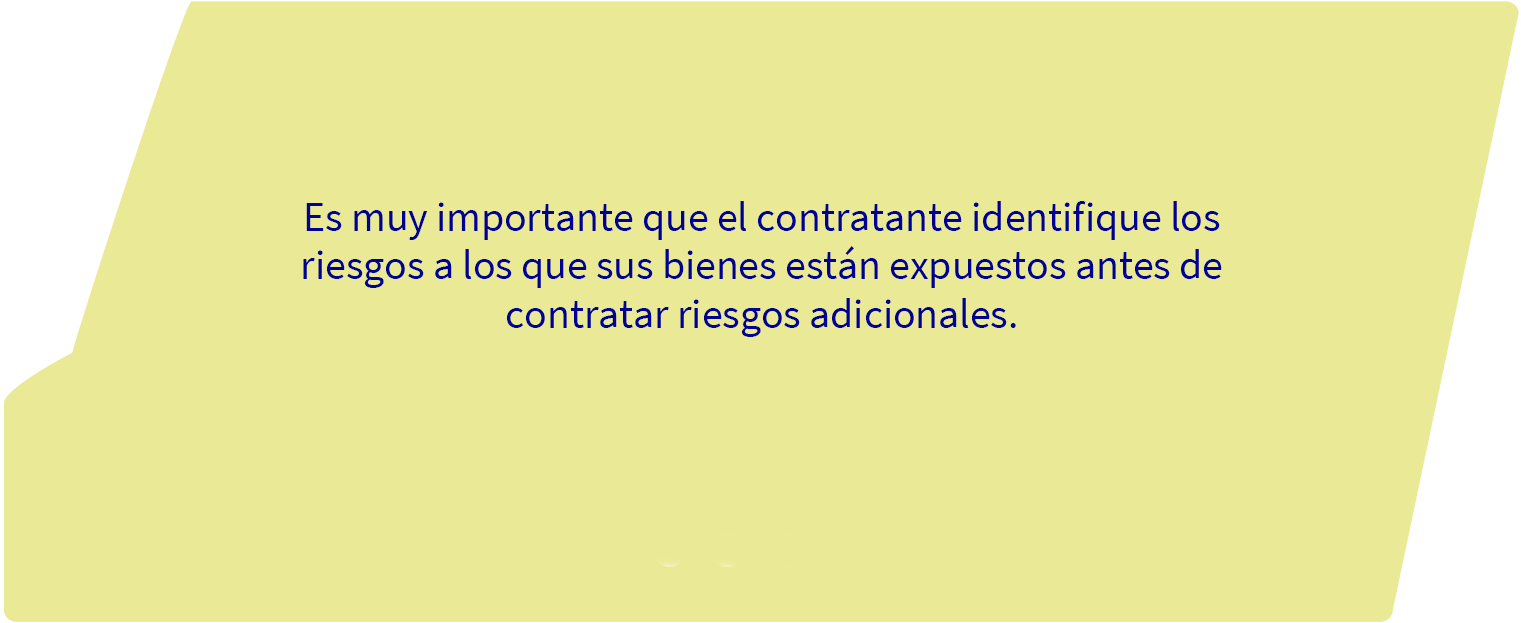 Es muy importante que el contratante identifique los
riesgos a los que sus bienes están expuestos antes de
contratar riesgos adicionales.